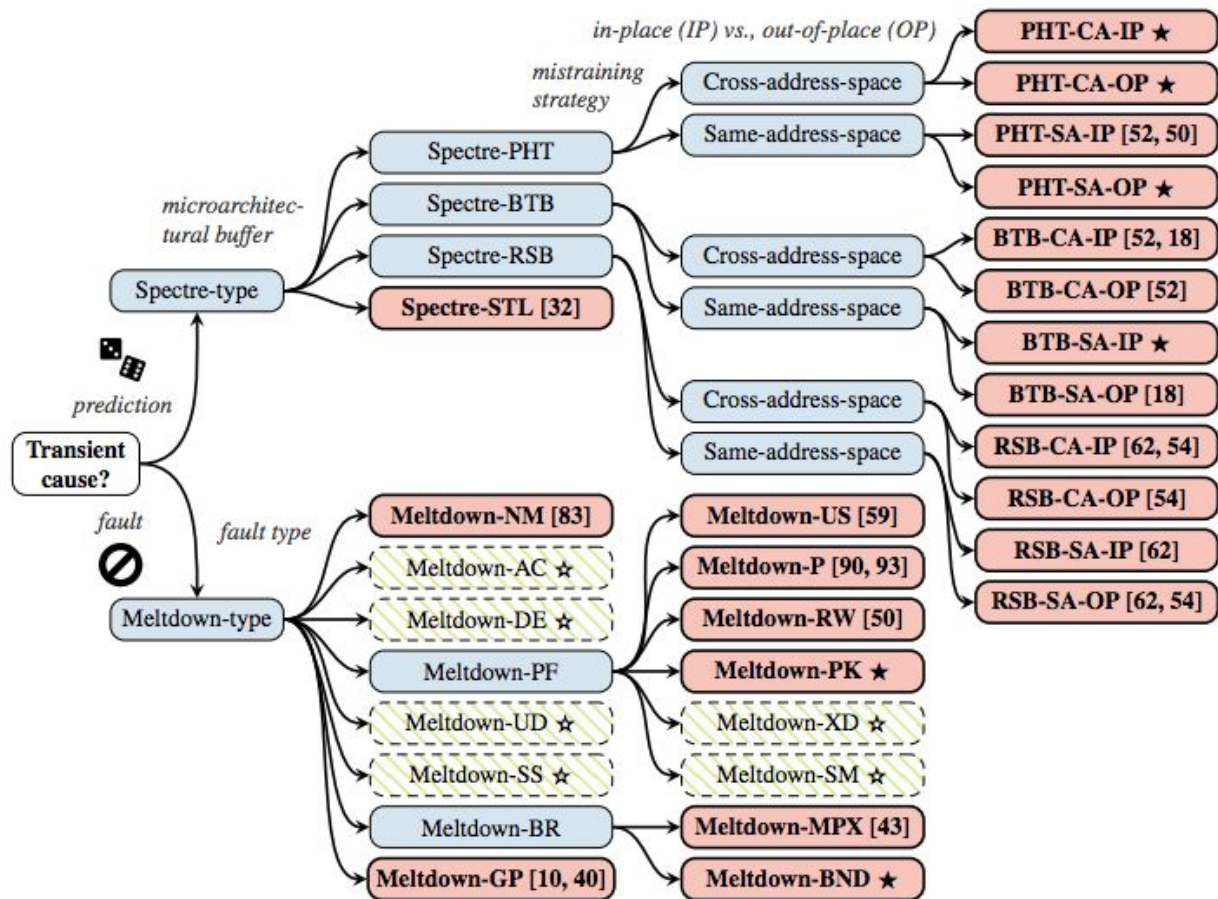 in-place (IP) vs., out-of-place (OP)
mistraining
strategy
microarchitec-
tural buffer
prediction
Transient
cause?
fault
fault type
Spectre-type
Meltdown-type
Spectre-PHT
Spectre-BTB
Spectre-RSB
Spectre-STL [32]
Cross-address-space
Same-address-space
Cross-address-space
Same-address-space
Cross-address-space
Same-address-space
PHT-CA-IP ★
PHT-CA-OP ★
PHT-SA-IP [52, 50]
PHT-SA-OP ★
BTB-CA-IP [52, 18]
BTB-CA-OP [52]
BTB-SA-IP ★
BTB-SA-OP [18]
RSB-CA-IP [62, 54]
RSB-CA-OP [54]
RSB-SA-IP [62]
RSB-SA-OP [62, 54]
Meltdown-NM [83]
Meltdown-AC ☆
Meltdown-DE ☆
Meltdown-PF
Meltdown-UD ☆
Meltdown-SS ☆
Meltdown-BR
Meltdown-GP [10, 40]
Meltdown-US [59]
Meltdown-P [90, 93]
Meltdown-RW [50]
Meltdown-PK ★
Meltdown-XD ☆
Meltdown-SM ☆
Meltdown-MPX [43]
Meltdown-BND ★